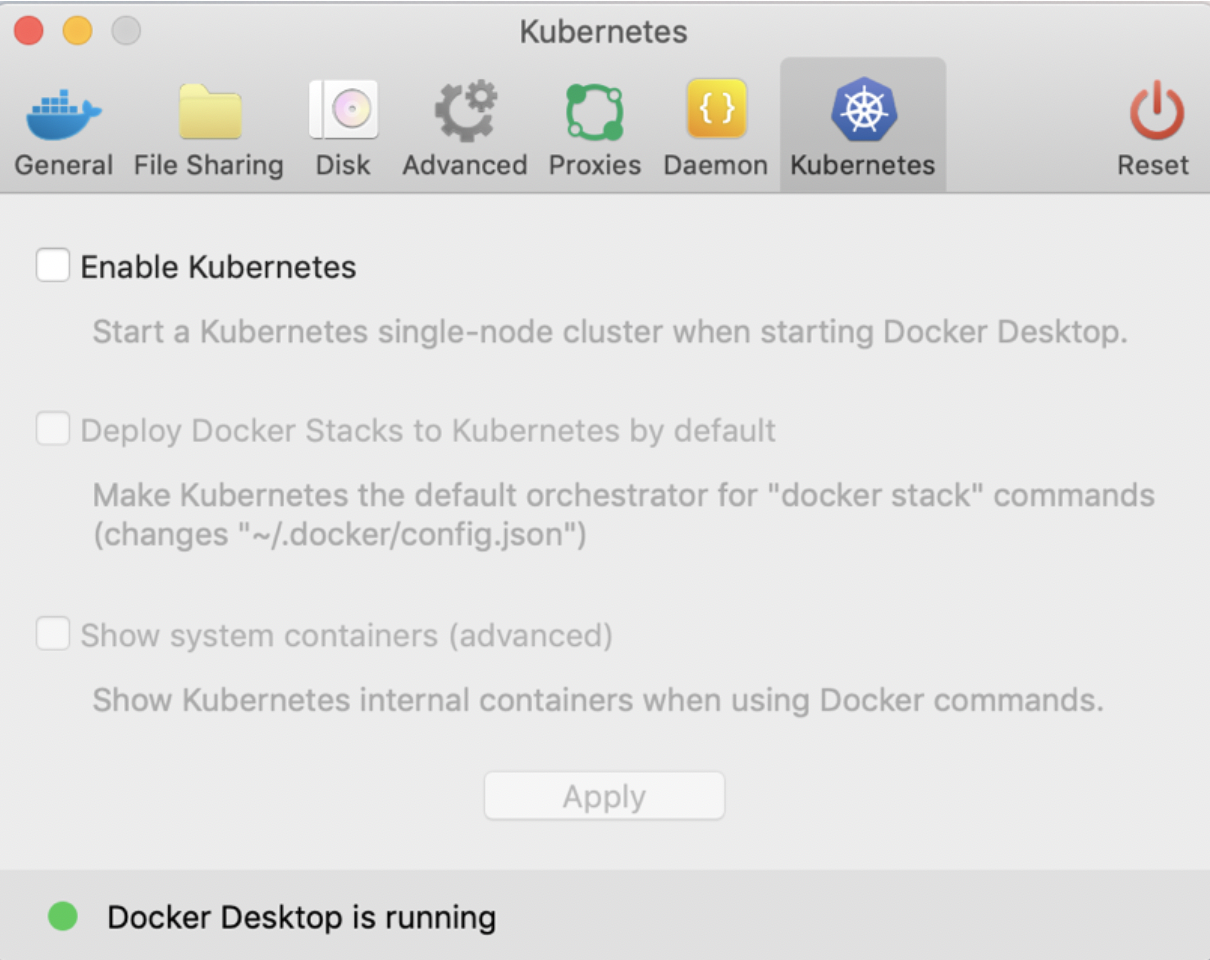 Kubernetes
General File Sharing Disk Advanced Proxies Daemon Kubernetes Reset
Enable Kubernetes
Start a Kubernetes single-node cluster when starting Docker Desktop.
Deploy Docker Stacks to Kubernetes by default
Make Kubernetes the default orchestrator for "docker stack" commands
(changes "~/.docker/config.json")
Show system containers (advanced)
Show Kubernetes internal containers when using Docker commands.
Apply
Docker Desktop is running